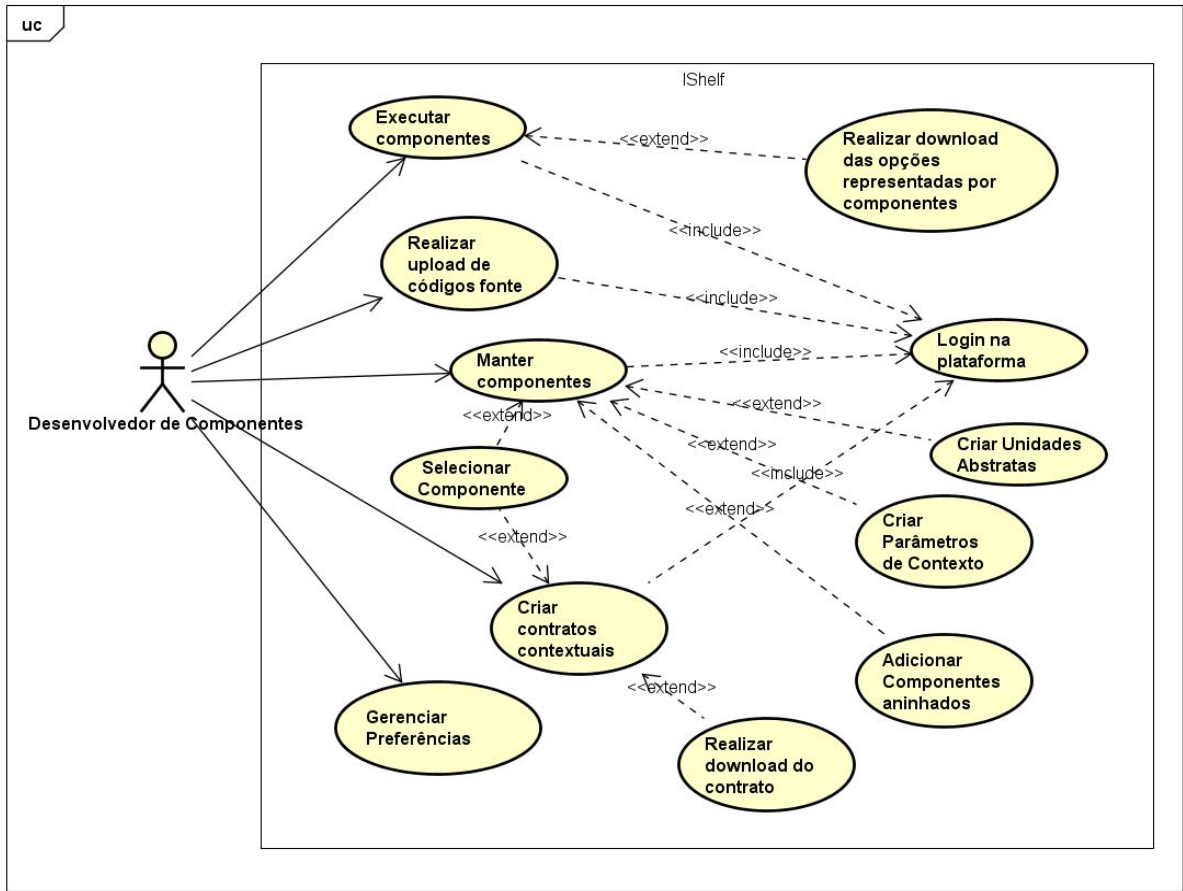 uc
IShelf
Executar
componentes
<<extend>>
Realizar download
das opções
representadas por
componentes
<<include>>
Realizar
upload de
códigos fonte
<<include>>
Login na
plataforma
Manter
componentes
<<include>>
<<extend>>
<<extend>>
Desenvolvedor de Componentes
Criar Unidades
Abstratas
<<extend>>
Selecionar
Componente
<<include>>
<<extend>>
Criar
Parâmetros
de Contexto
<<extend>>
Criar
contratos
contextuais
Adicionar
Componentes
aninhados
<<extend>>
Gerenciar
Preferências
Realizar
download do
contrato